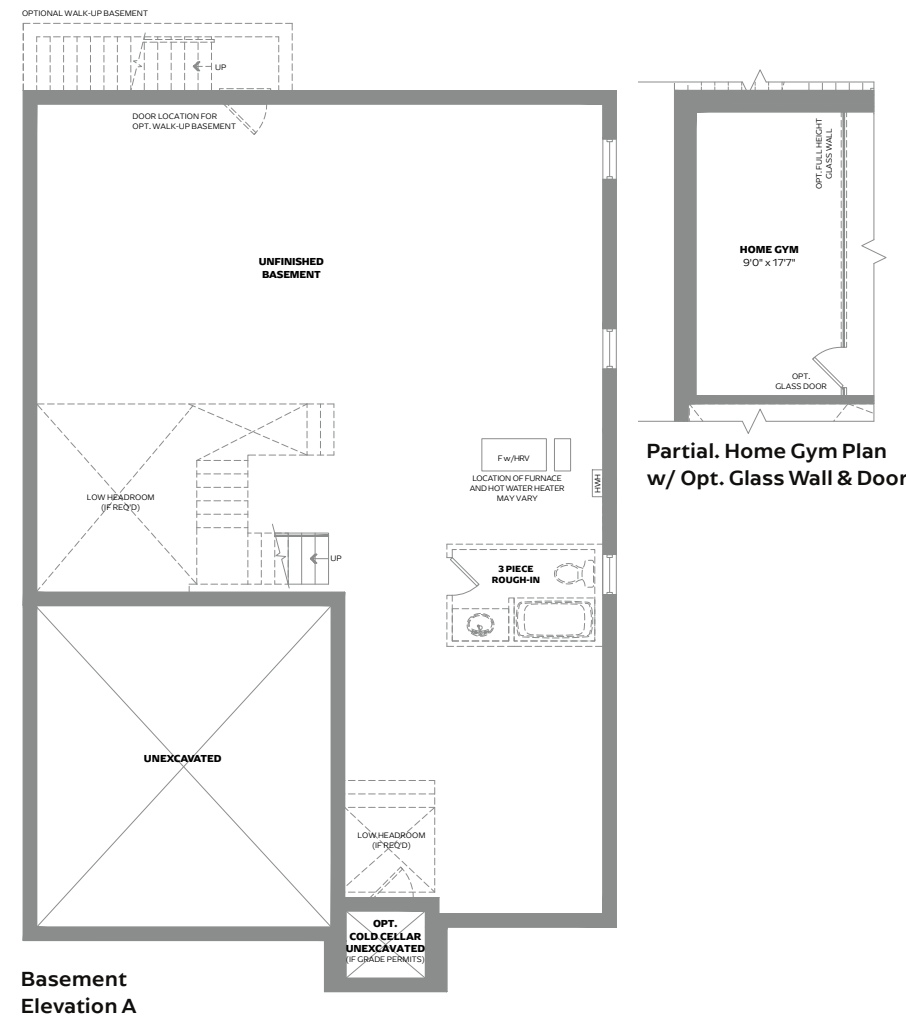 OPTIONAL WALK-UP BASEMENT
UP
DOOR LOCATION FOR
OPT. WALK-UP BASEMENT
UNFINISHED
BASEMENT
LOW HEADROOM
(IF REQ'D)
UP
F w/HRV
LOCATION OF FURNACE
AND HOT WATER HEATER
MAY VARY
HWH
3 PIECE
ROUGH-IN
UNEXCAVATED
LOW HEADROOM
(IF REQ'D)
OPT.
COLD CELLAR
UNEXCAVATED
(IF GRADE PERMITS)
Basement
Elevation A
OPT. FULL HEIGHT
GLASS WALL
HOME GYM
9'0" x 17'7"
OPT.
GLASS DOOR
Partial. Home Gym Plan
w/ Opt. Glass Wall & Door